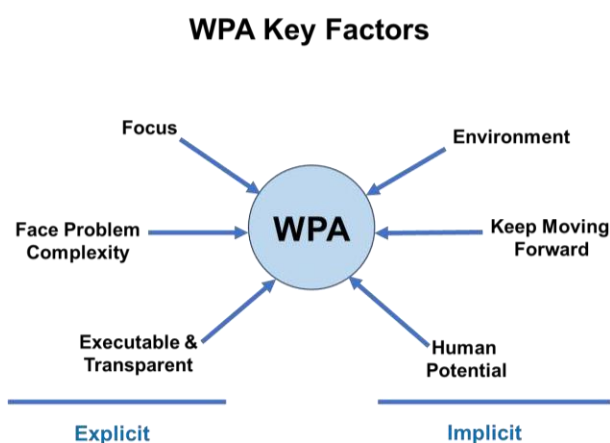 WPA Key Factors
Focus
Environment
Face Problem
Complexity
WPA
Keep Moving
Forward
Executable &
Transparent
Human
Potential
Explicit
Implicit